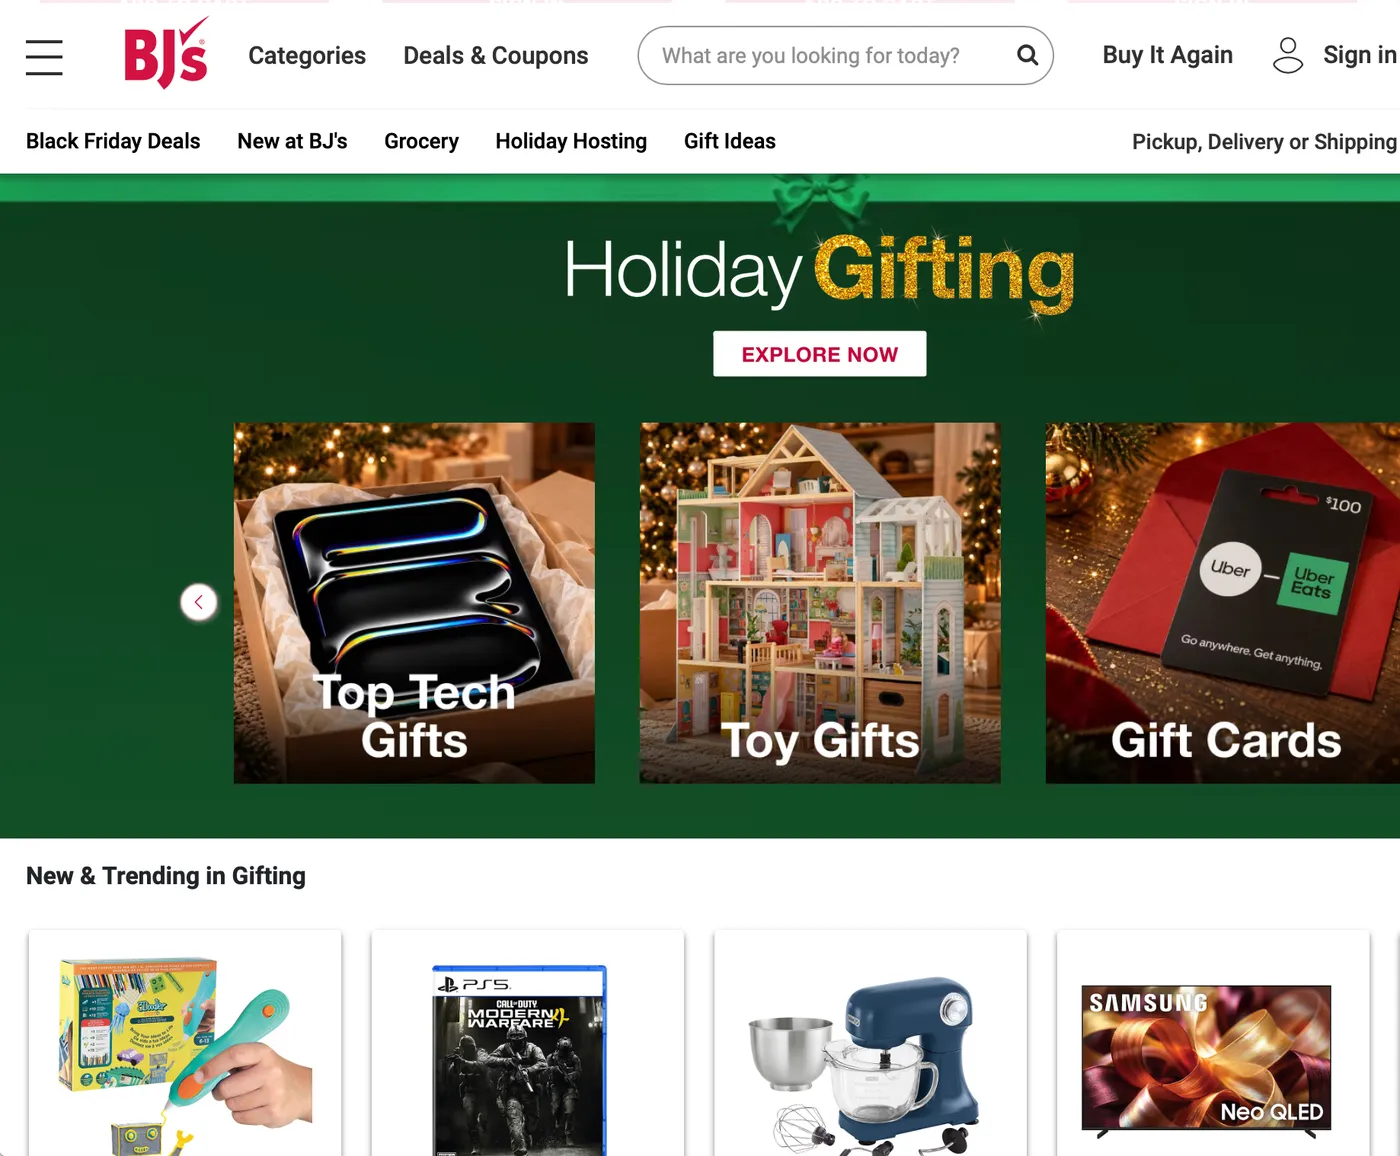 BJ's
Categories
Deals & Coupons
What are you looking for today?
Buy It Again
Sign in
Black Friday Deals
New at BJ's
Grocery
Holiday Hosting
Gift Ideas
Pickup, Delivery or Shipping
Holiday Gifting
EXPLORE NOW
Top Tech
Gifts
Toy Gifts
$100
Uber
Uber
Eats
Go anywhere. Get anything.
Gift Cards
New & Trending in Gifting
PS5
CALL OF DUTY
MODERN
WARFARE 4
SAMSUNG
Neo QLED